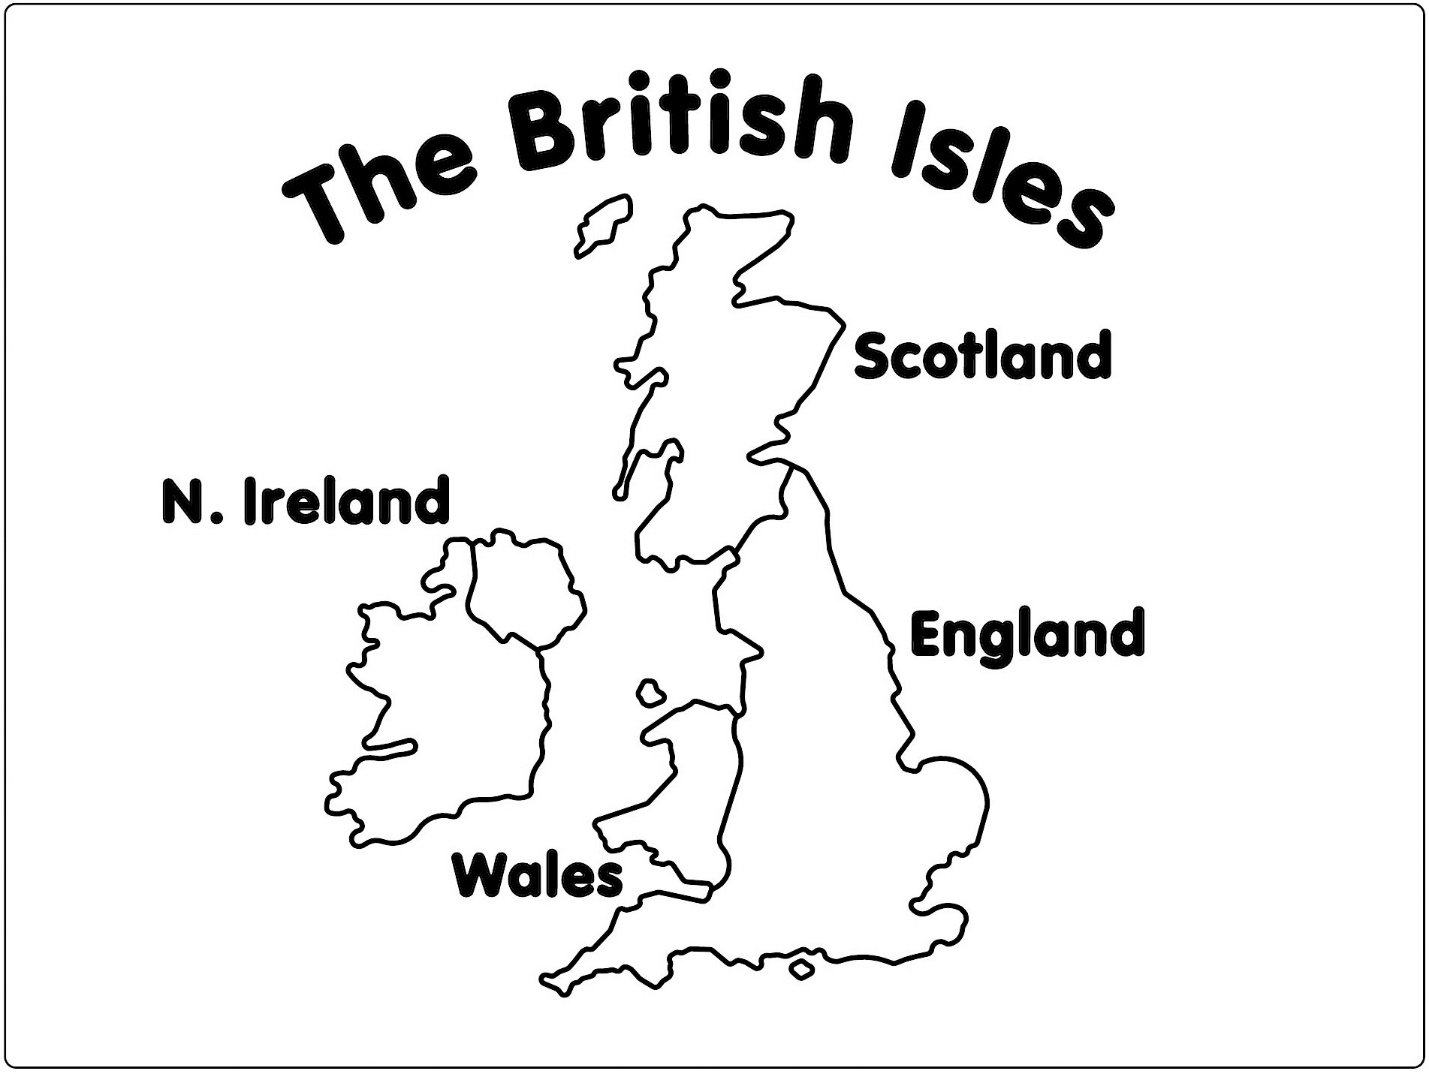 The British Isles
Scotland
N. Ireland
England
Wales